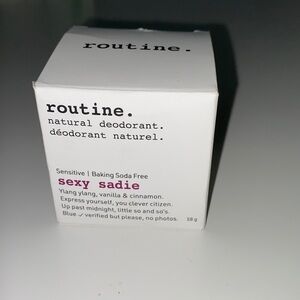 routine.
routine.
natural deodorant.
déodorant naturel.
Sensitive | Baking Soda Free
sexy sadie
Ylang ylang, vanilla & cinnamon.
Express yourself, you clever citizen.
Up past midnight, little so and so's.
Blue ✓ verified but please, no photos.
58 g